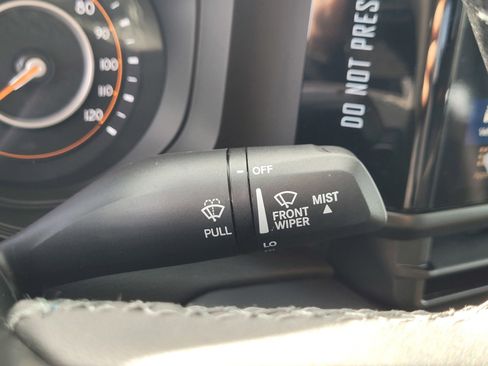 80
90
100
110
120
DO NOT PRES
OFF
PULL
FRONT
WIPER
MIST
LO